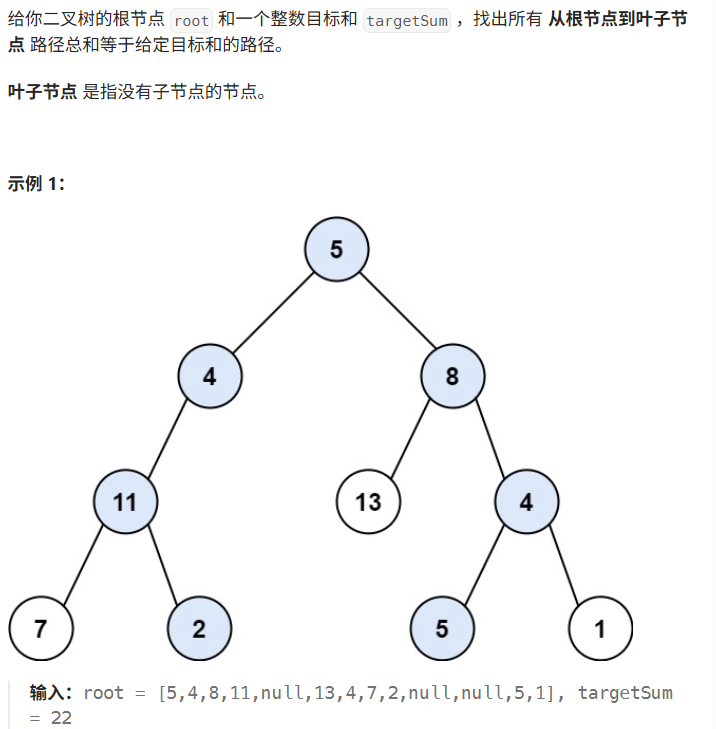 给你二叉树的根节点 root 和一个整数目标和 targetSum ，找出所有 从根节点到叶子节
点 路径总和等于给定目标和的路径。
叶子节点 是指没有子节点的节点。
示例 1：
5
4 8
11 13 4
7 2 5 1
输入：root = [5,4,8,11,null,13,4,7,2,null,null,5,1], targetSum
= 22